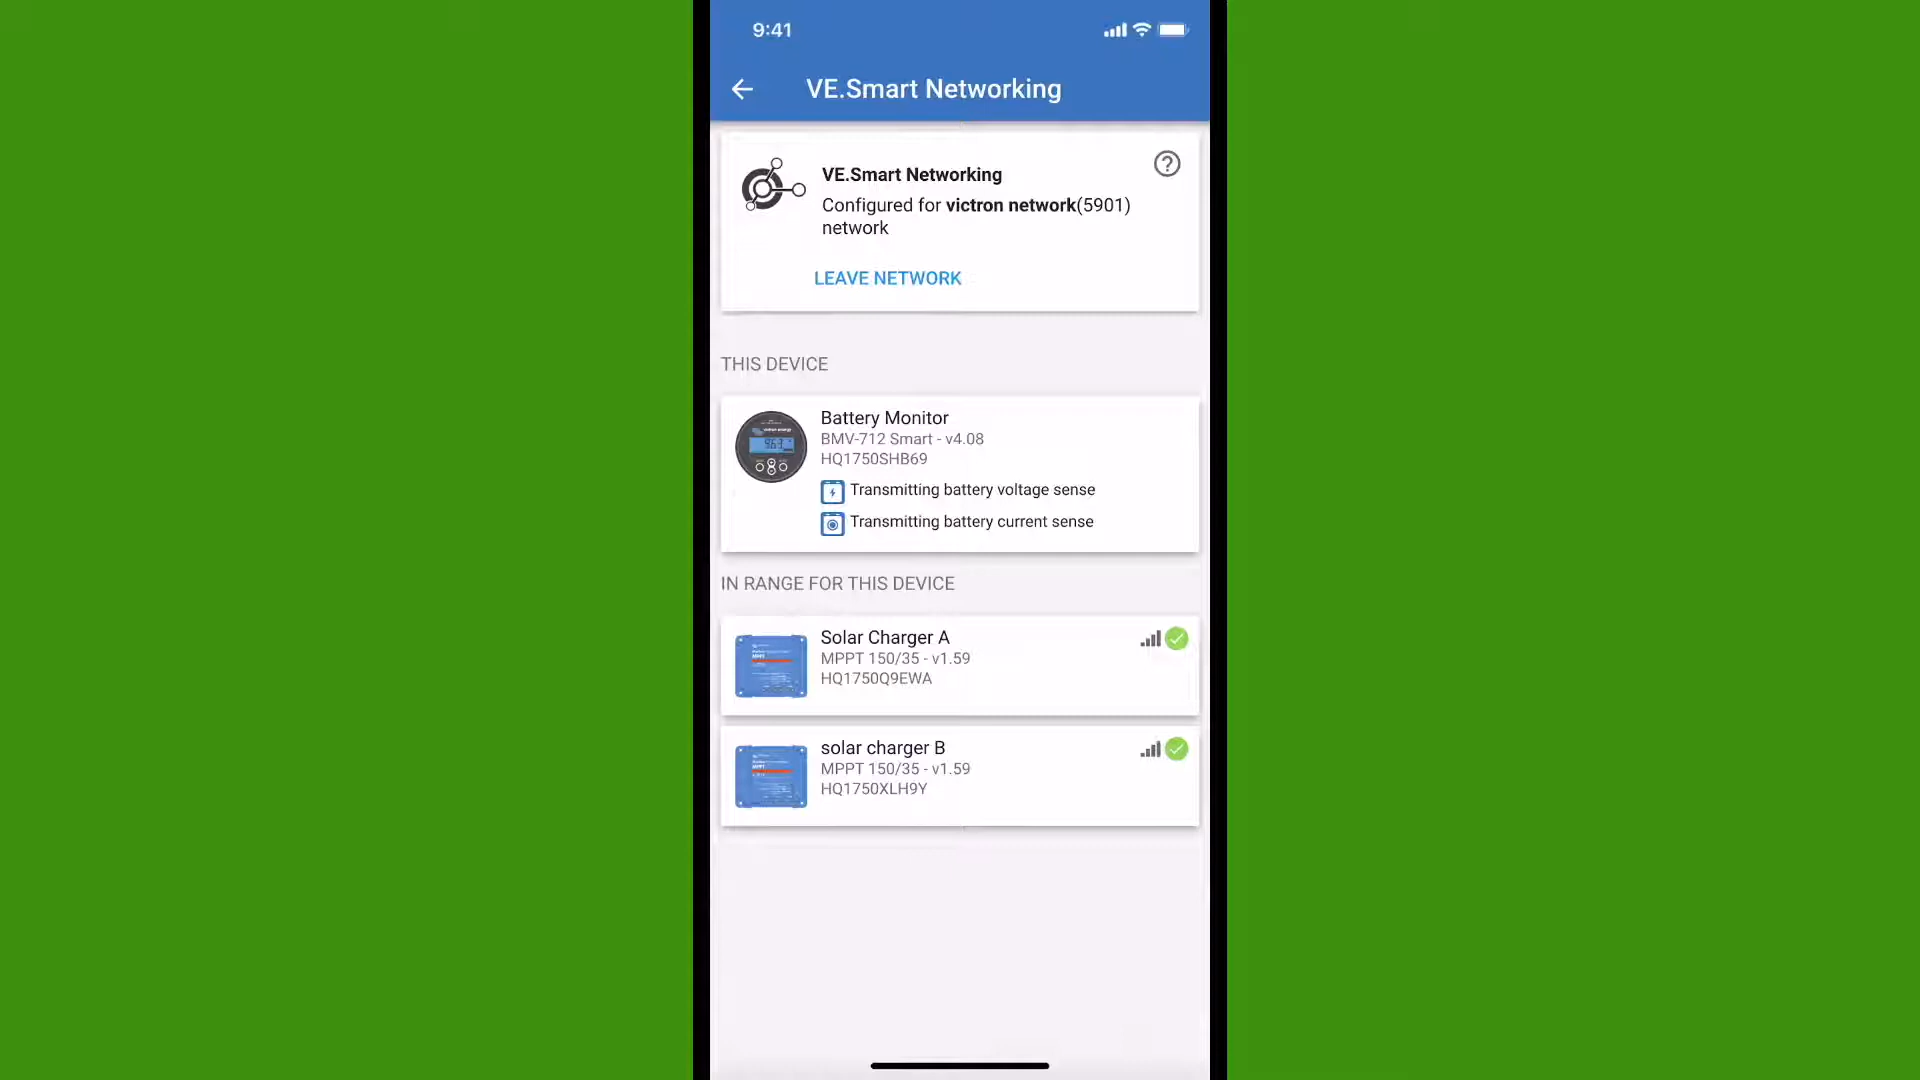 9:41
VE.Smart Networking
VE.Smart Networking
Configured for victron network(5901)
network
LEAVE NETWORK
THIS DEVICE
Battery Monitor
BMV-712 Smart - v4.08
HQ1750SHB69
Transmitting battery voltage sense
Transmitting battery current sense
IN RANGE FOR THIS DEVICE
Solar Charger A
MPPT 150/35 - v1.59
HQ1750Q9EWA
solar charger B
MPPT 150/35 - v1.59
HQ1750XLH9Y